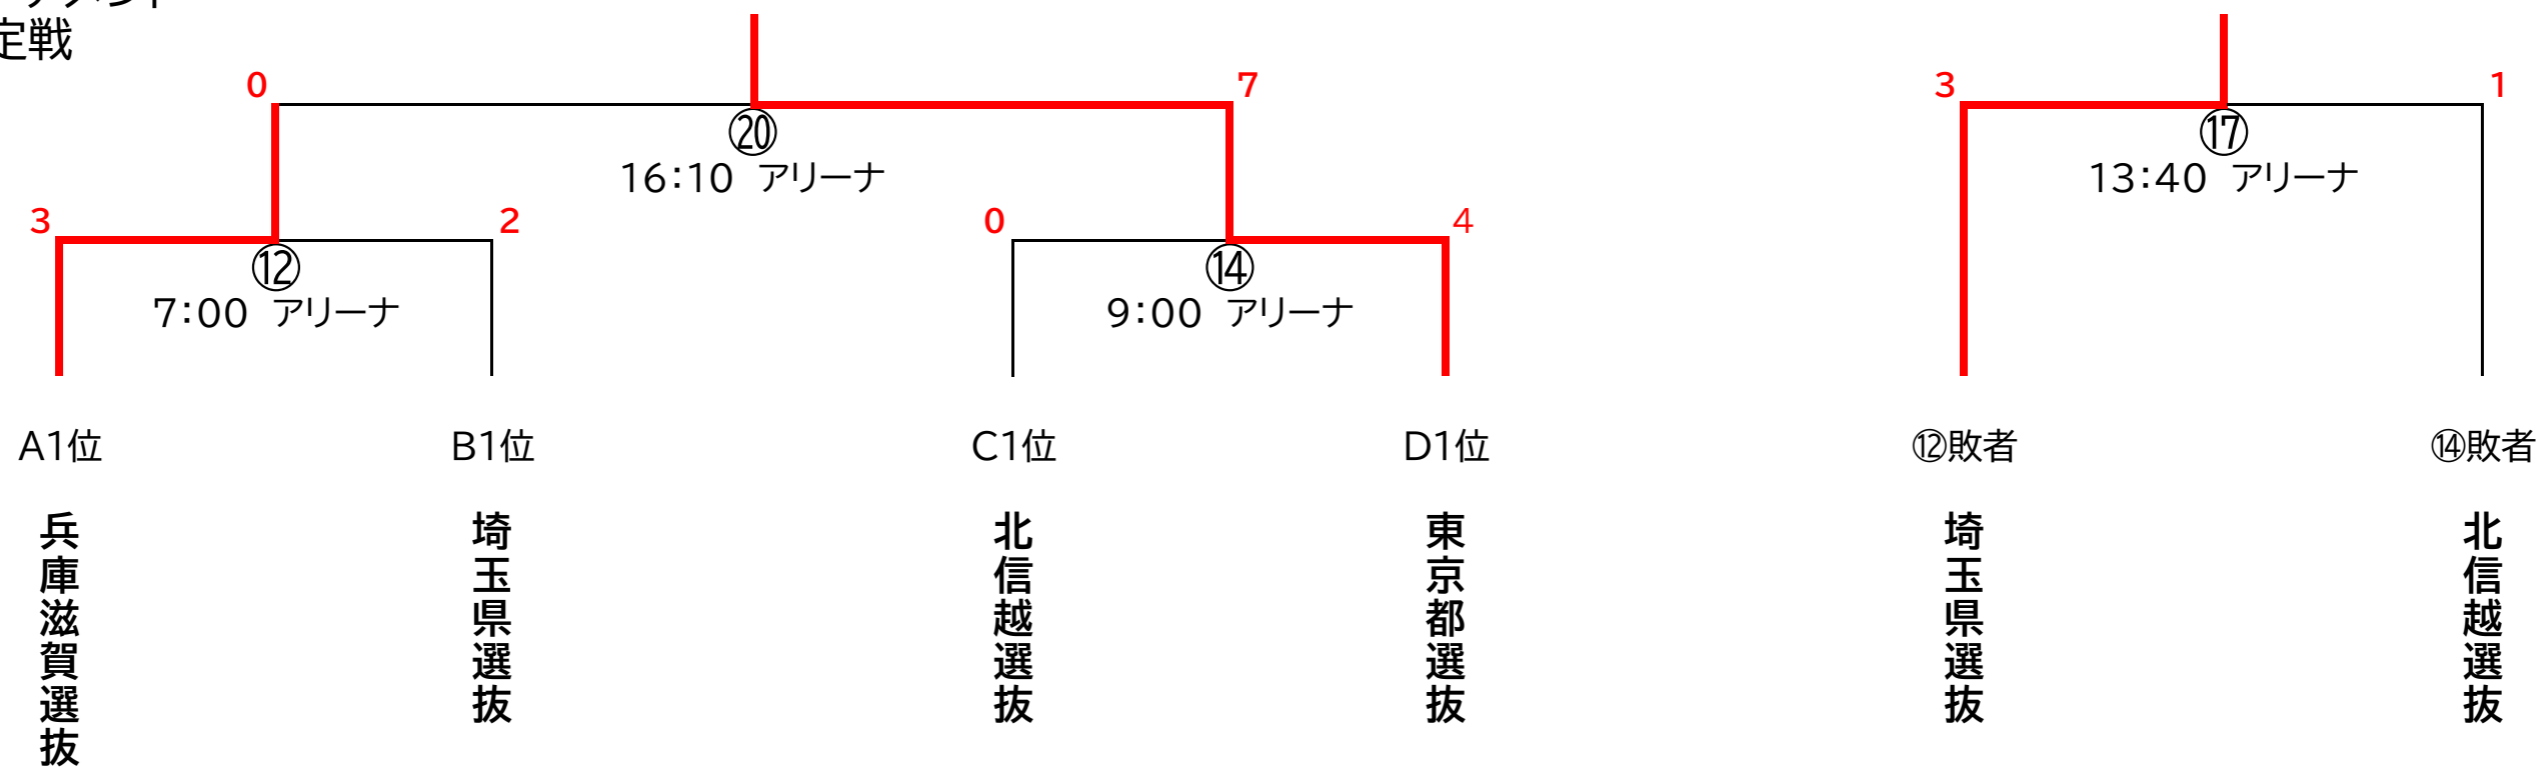 定戦
0
7
3
1
⑳
⑰
16:10 アリーナ
13:40 アリーナ
3
2
0
4
⑫
⑭
7:00 アリーナ
9:00 アリーナ
A1位
B1位
C1位
D1位
⑫敗者
⑭敗者
兵庫滋賀選抜
埼玉県選抜
北信越選抜
東京都選抜
埼玉県選抜
北信越選抜